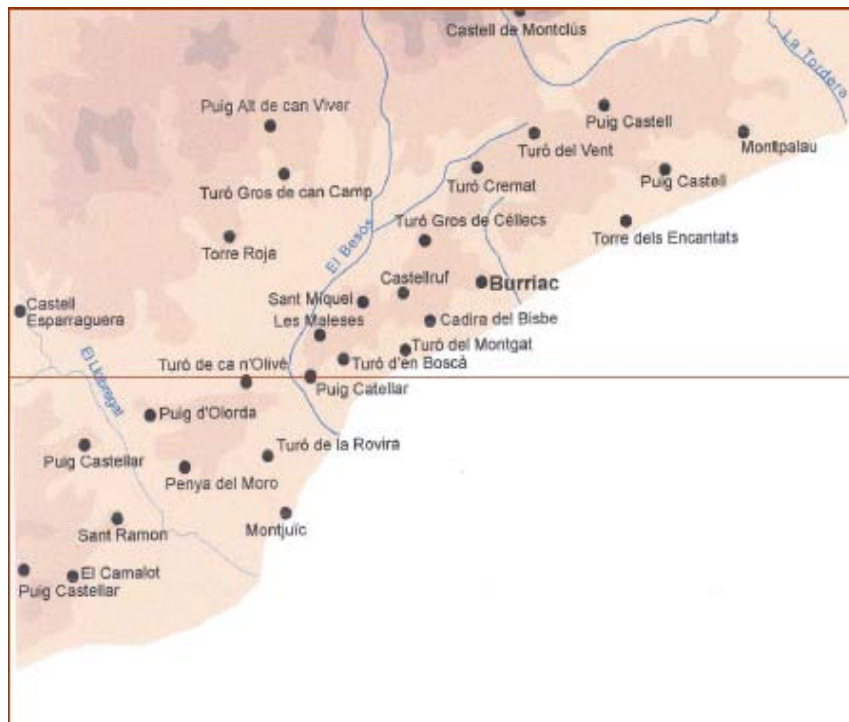 Castell de Montclús
La Tordera
Puig Alt de can Viver
Puig Castell
Turó del Vent
Montpalau
Turó Gros de can Camp
Turó Cremat
Puig Castell
Turó Gros de Céllecs
Torre dels Encantats
Torre Roja
El Besòs
Castellruf
Burriac
Sant Miquel
Castell
Esparraguera
Les Maleses
Cadira del Bisbe
Turó del Montgat
Turó de ca n'Olivé
Turó d'en Boscà
El Llobregat
Puig Catellar
Puig d'Olorda
Turó de la Rovira
Puig Castellar
Penya del Moro
Sant Ramon
Montjuïc
El Camalot
Puig Castellar